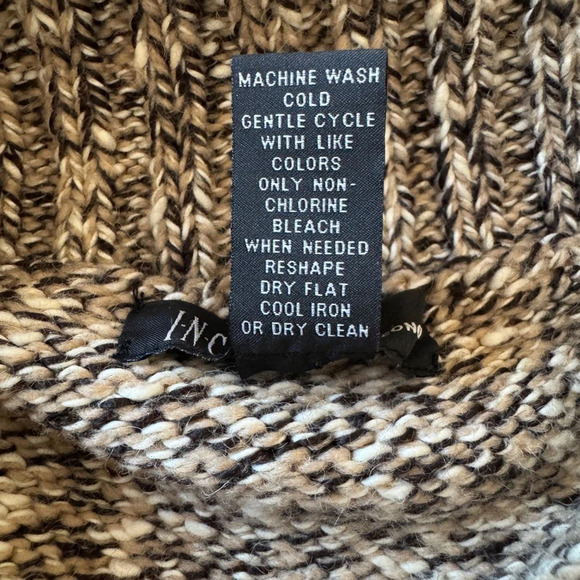 MACHINE WASH
COLD
GENTLE CYCLE
WITH LIKE
COLORS
ONLY NON-
CHLORINE
BLEACH
WHEN NEEDED
RESHAPE
DRY FLAT
COOL IRON
OR DRY CLEAN
I·N·C